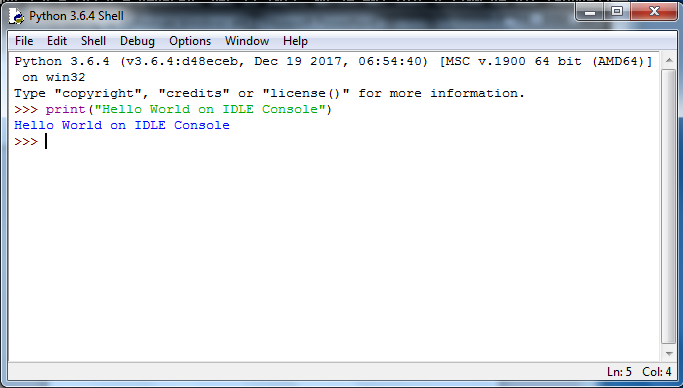 Python 3.6.4 Shell
File Edit Shell Debug Options Window Help
Python 3.6.4 (v3.6.4:d48eceb, Dec 19 2017, 06:54:40) [MSC v.1900 64 bit (AMD64)]
 on win32
Type "copyright", "credits" or "license()" for more information.
>>> print("Hello World on IDLE Console")
Hello World on IDLE Console
>>>
Ln: 5 Col: 4